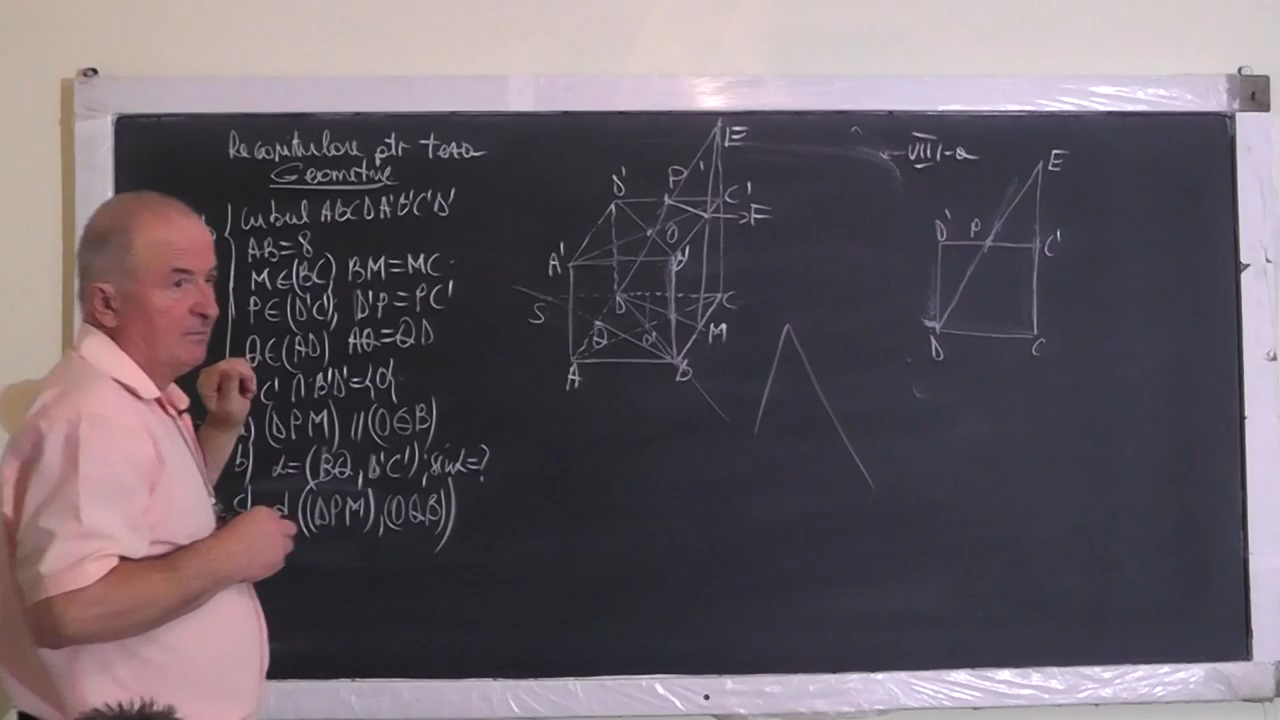 Recapitulare ptr teza
Geometrie
cubul ABCDA'B'C'D'
AB=8
M∈(BC) BM=MC
P∈(D'C'); D'P=PC'
Q∈(AD) AQ=QD
C'∩B'D'={O}
a) (DPM) // (OQB)
b) α=(BQ, D'C'); sinα=?
c) d((DPM),(OQB))
E
D' P C'
F
O
A' B'
S D C
Q O' M
A B
VIII-a
E
D' P C'
D C